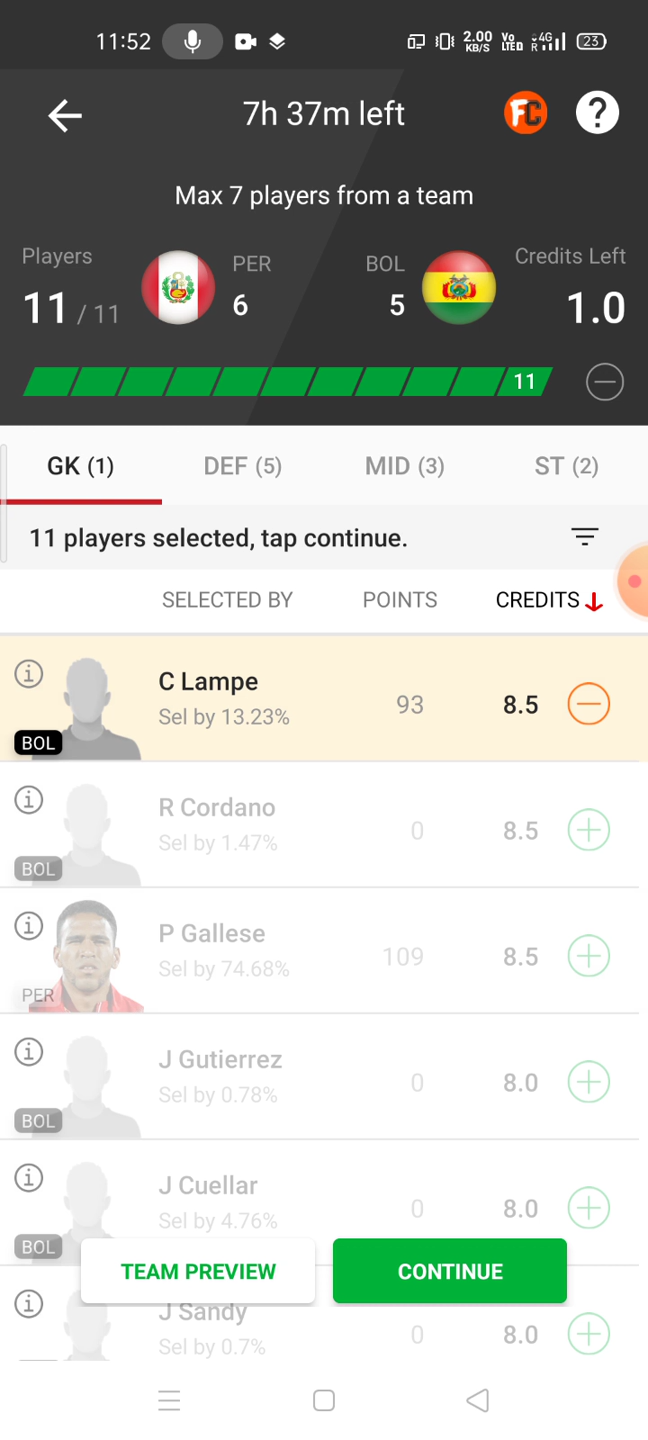 11:52 2.00 KB/S Vo LTED 4G R 23
7h 37m left FC ?
Max 7 players from a team
Players PER BOL Credits Left
11 / 11 6 5 1.0
11
GK (1) DEF (5) MID (3) ST (2)
11 players selected, tap continue.
SELECTED BY POINTS CREDITS
C Lampe
Sel by 13.23% 93 8.5
BOL
R Cordano
Sel by 1.47% 0 8.5
BOL
P Gallese
Sel by 74.68% 109 8.5
PER
J Gutierrez
Sel by 0.78% 0 8.0
BOL
J Cuellar
Sel by 4.76% 0 8.0
BOL
TEAM PREVIEW CONTINUE
J Sandy
Sel by 0.7% 0 8.0